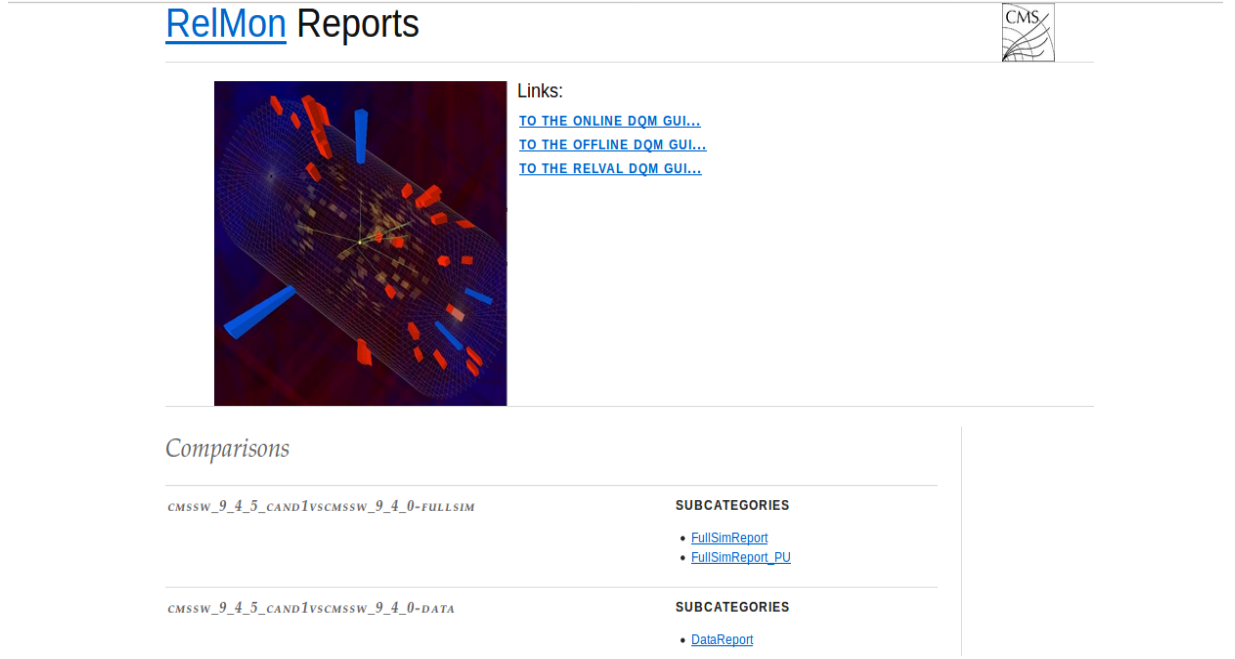 RelMon Reports
CMS
Links:
TO THE ONLINE DQM GUI...
TO THE OFFLINE DQM GUI...
TO THE RELVAL DQM GUI...
Comparisons
CMSSW_9_4_5_CAND1VSCMSSW_9_4_0-FULLSIM
SUBCATEGORIES
• FullSimReport
• FullSimReport_PU
CMSSW_9_4_5_CAND1VSCMSSW_9_4_0-DATA
SUBCATEGORIES
• DataReport